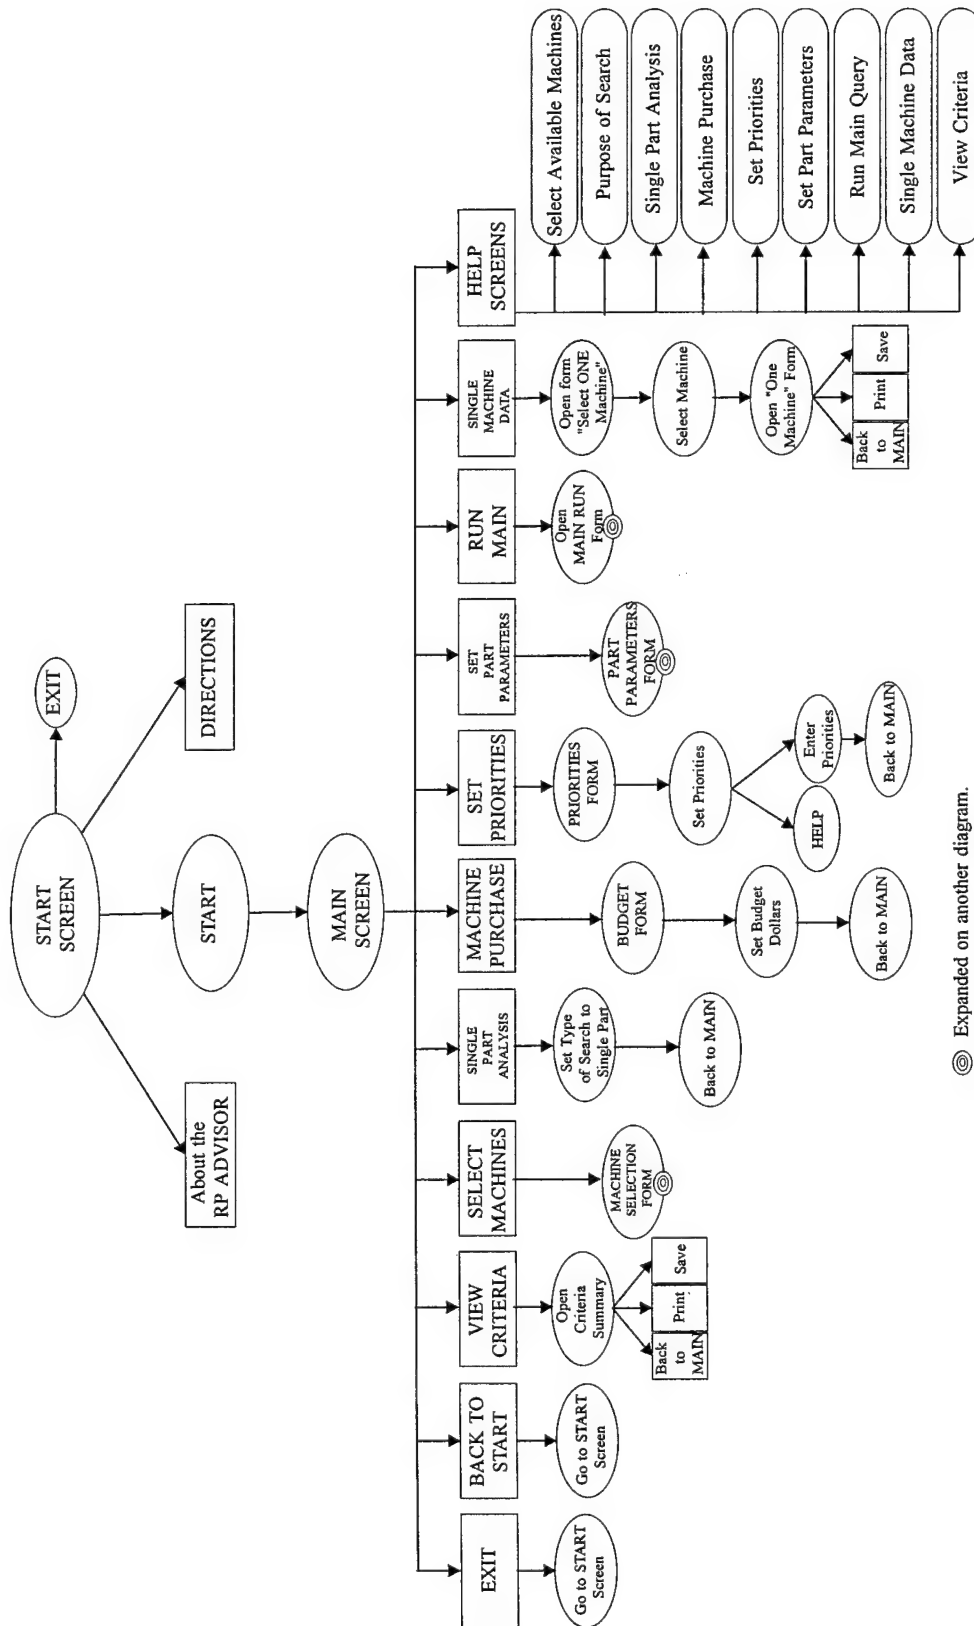 START
SCREEN
EXIT
About the
RP ADVISOR
START
DIRECTIONS
MAIN
SCREEN
EXIT
Go to START
Screen
BACK TO
START
Go to START
Screen
VIEW
CRITERIA
Open
Criteria
Summary
Back
to
MAIN
Print
Save
SELECT
MACHINES
MACHINE
SELECTION
FORM
SINGLE
PART
ANALYSIS
Set Type
of Search to
Single Part
Back to MAIN
MACHINE
PURCHASE
BUDGET
FORM
Set Budget
Dollars
Back to MAIN
SET
PRIORITIES
PRIORITIES
FORM
Set Priorities
HELP
Enter
Priorities
Back to MAIN
SET
PART
PARAMETERS
PART
PARAMETERS
FORM
RUN
MAIN
Open
MAIN RUN
Form
SINGLE
MACHINE
DATA
Open form
"Select ONE
Machine"
Select Machine
Open "One
Machine" Form
Back
to
MAIN
Print
Save
HELP
SCREENS
Select Available Machines
Purpose of Search
Single Part Analysis
Machine Purchase
Set Priorities
Set Part Parameters
Run Main Query
Single Machine Data
View Criteria
Expanded on another diagram.